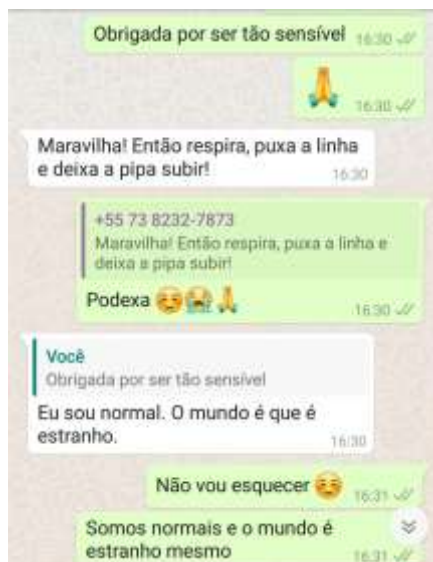 Obrigada por ser tão sensível 16:30
16:30
Maravilha! Então respira, puxa a linha
e deixa a pipa subir!
16:30
+55 73 8232-7873
Maravilha! Então respira, puxa a linha e
deixa a pipa subir!
Podexa
16:30
Você
Obrigada por ser tão sensível
Eu sou normal. O mundo é que é
estranho.
16:30
Não vou esquecer 16:31
Somos normais e o mundo é
estranho mesmo
16:31